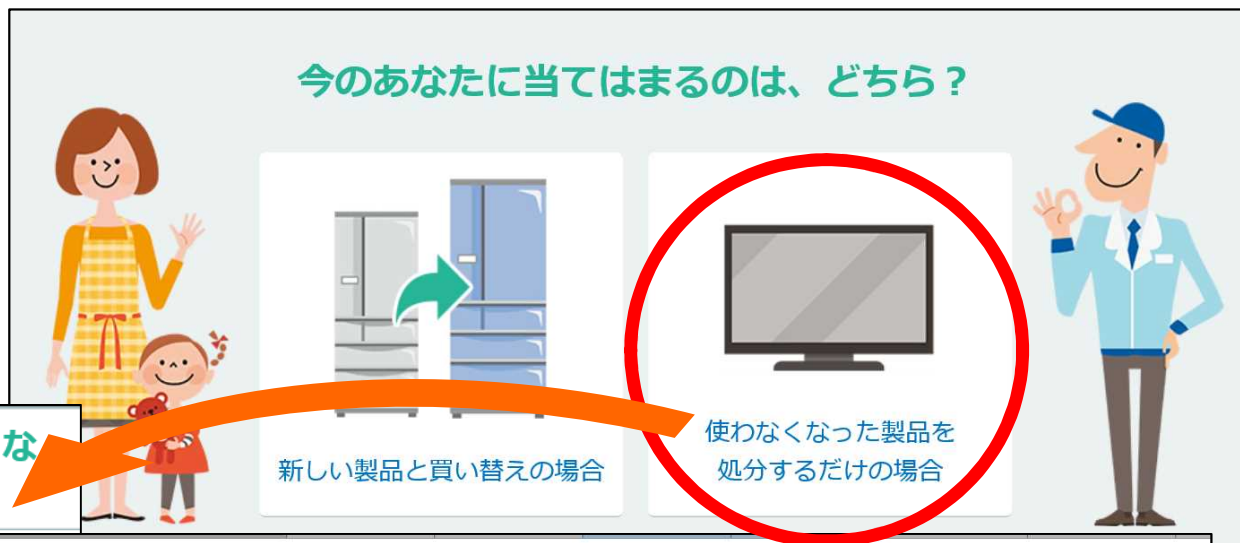 今のあなたに当てはまるのは、どちら？
使わなくなった製品を
処分するだけの場合
新しい製品と買い替えの場合
な